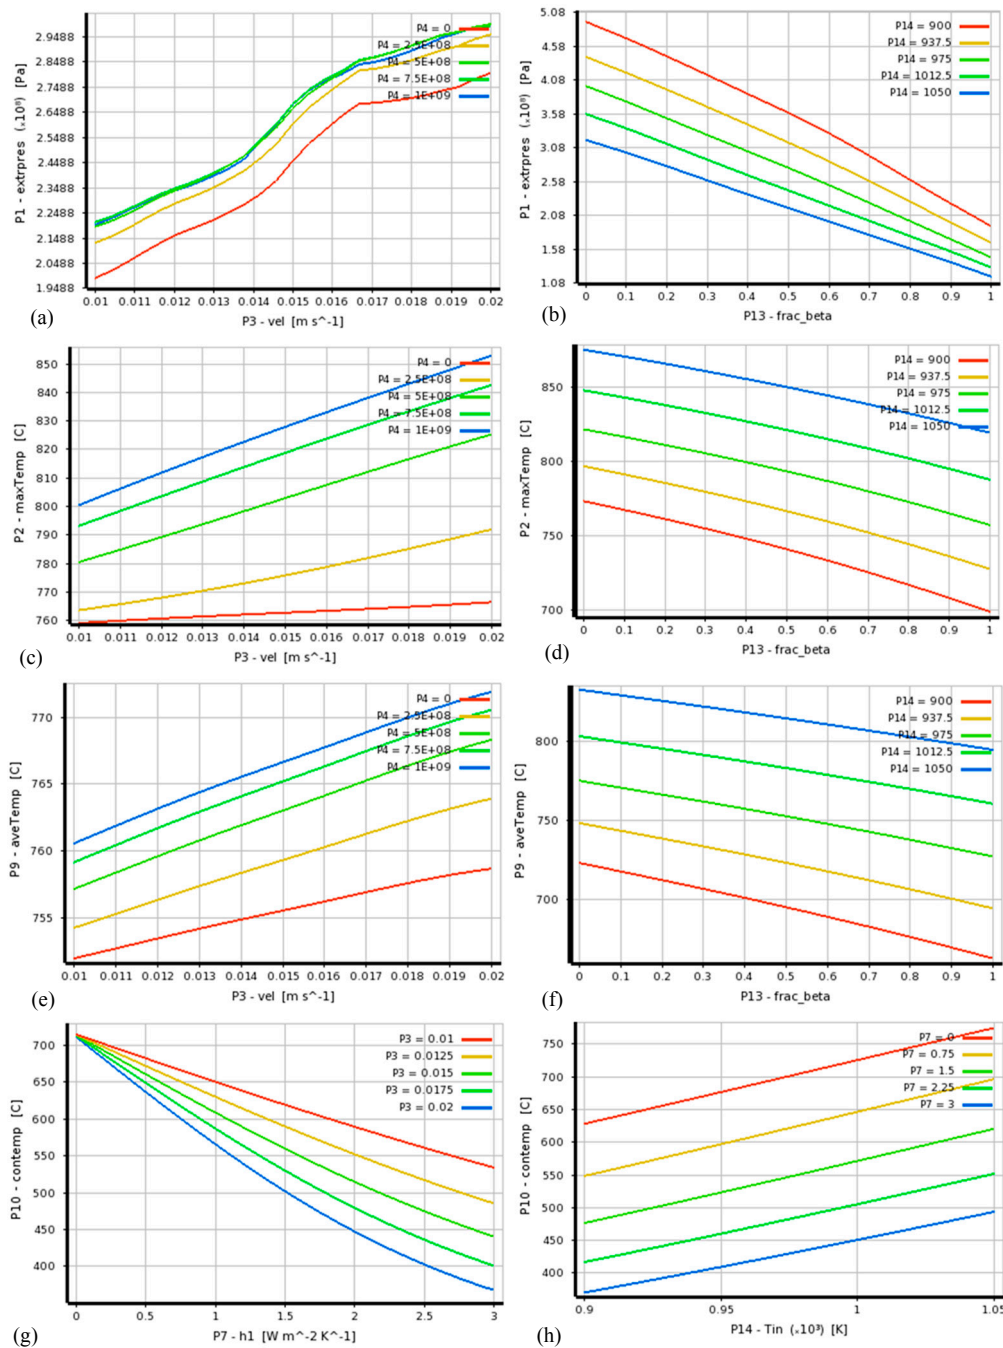 P1 - extrpres (ₓ10⁸) [Pa]
2.9488
2.8488
2.7488
2.6488
2.5488
2.4488
2.3488
2.2488
2.1488
2.0488
1.9488
P4 = 0
P4 = 2.5E+08
P4 = 5E+08
P4 = 7.5E+08
P4 = 1E+09
0.01 0.011 0.012 0.013 0.014 0.015 0.016 0.017 0.018 0.019 0.02
P3 - vel [m s^-1]
(a)
P1 - extrpres (ₓ10⁸) [Pa]
5.08
4.58
4.08
3.58
3.08
2.58
2.08
1.58
1.08
P14 = 900
P14 = 937.5
P14 = 975
P14 = 1012.5
P14 = 1050
0 0.1 0.2 0.3 0.4 0.5 0.6 0.7 0.8 0.9 1
P13 - frac_beta
(b)
P2 - maxTemp [C]
850
840
830
820
810
800
790
780
770
760
P4 = 0
P4 = 2.5E+08
P4 = 5E+08
P4 = 7.5E+08
P4 = 1E+09
0.01 0.011 0.012 0.013 0.014 0.015 0.016 0.017 0.018 0.019 0.02
P3 - vel [m s^-1]
(c)
P2 - maxTemp [C]
850
800
750
700
P14 = 900
P14 = 937.5
P14 = 975
P14 = 1012.5
P14 = 1050
0 0.1 0.2 0.3 0.4 0.5 0.6 0.7 0.8 0.9 1
P13 - frac_beta
(d)
P9 - aveTemp [C]
770
765
760
755
P4 = 0
P4 = 2.5E+08
P4 = 5E+08
P4 = 7.5E+08
P4 = 1E+09
0.01 0.011 0.012 0.013 0.014 0.015 0.016 0.017 0.018 0.019 0.02
P3 - vel [m s^-1]
(e)
P9 - aveTemp [C]
800
750
700
P14 = 900
P14 = 937.5
P14 = 975
P14 = 1012.5
P14 = 1050
0 0.1 0.2 0.3 0.4 0.5 0.6 0.7 0.8 0.9 1
P13 - frac_beta
(f)
P10 - contemp [C]
700
650
600
550
500
450
400
P3 = 0.01
P3 = 0.0125
P3 = 0.015
P3 = 0.0175
P3 = 0.02
0 0.5 1 1.5 2 2.5 3
P7 - h1 [W m^-2 K^-1]
(g)
P10 - contemp [C]
750
700
650
600
550
500
450
400
P7 = 0
P7 = 0.75
P7 = 1.5
P7 = 2.25
P7 = 3
0.9 0.95 1 1.05
P14 - Tin (ₓ10³) [K]
(h)